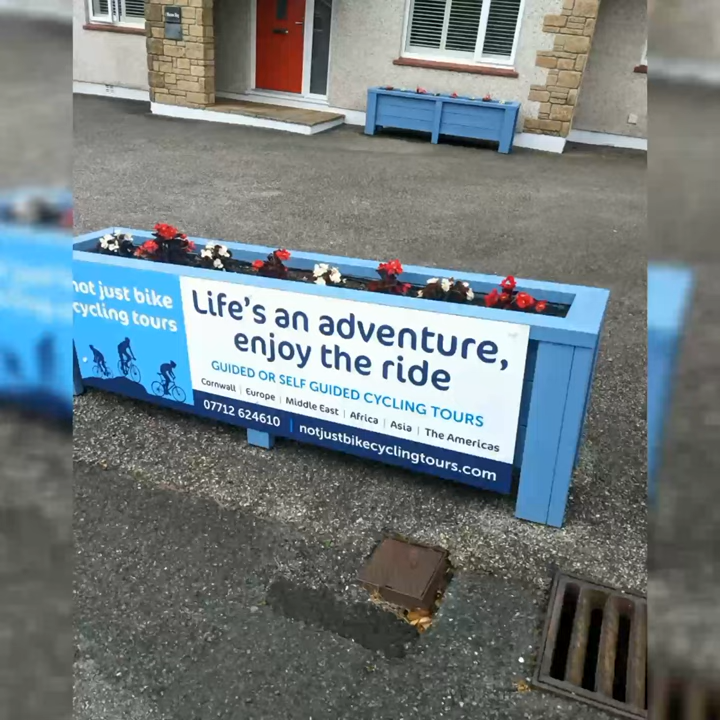 not just bike
cycling tours
Life's an adventure,
enjoy the ride
GUIDED OR SELF GUIDED CYCLING TOURS
Cornwall | Europe | Middle East | Africa | Asia | The Americas
07712 624610 | notjustbikecyclingtours.com